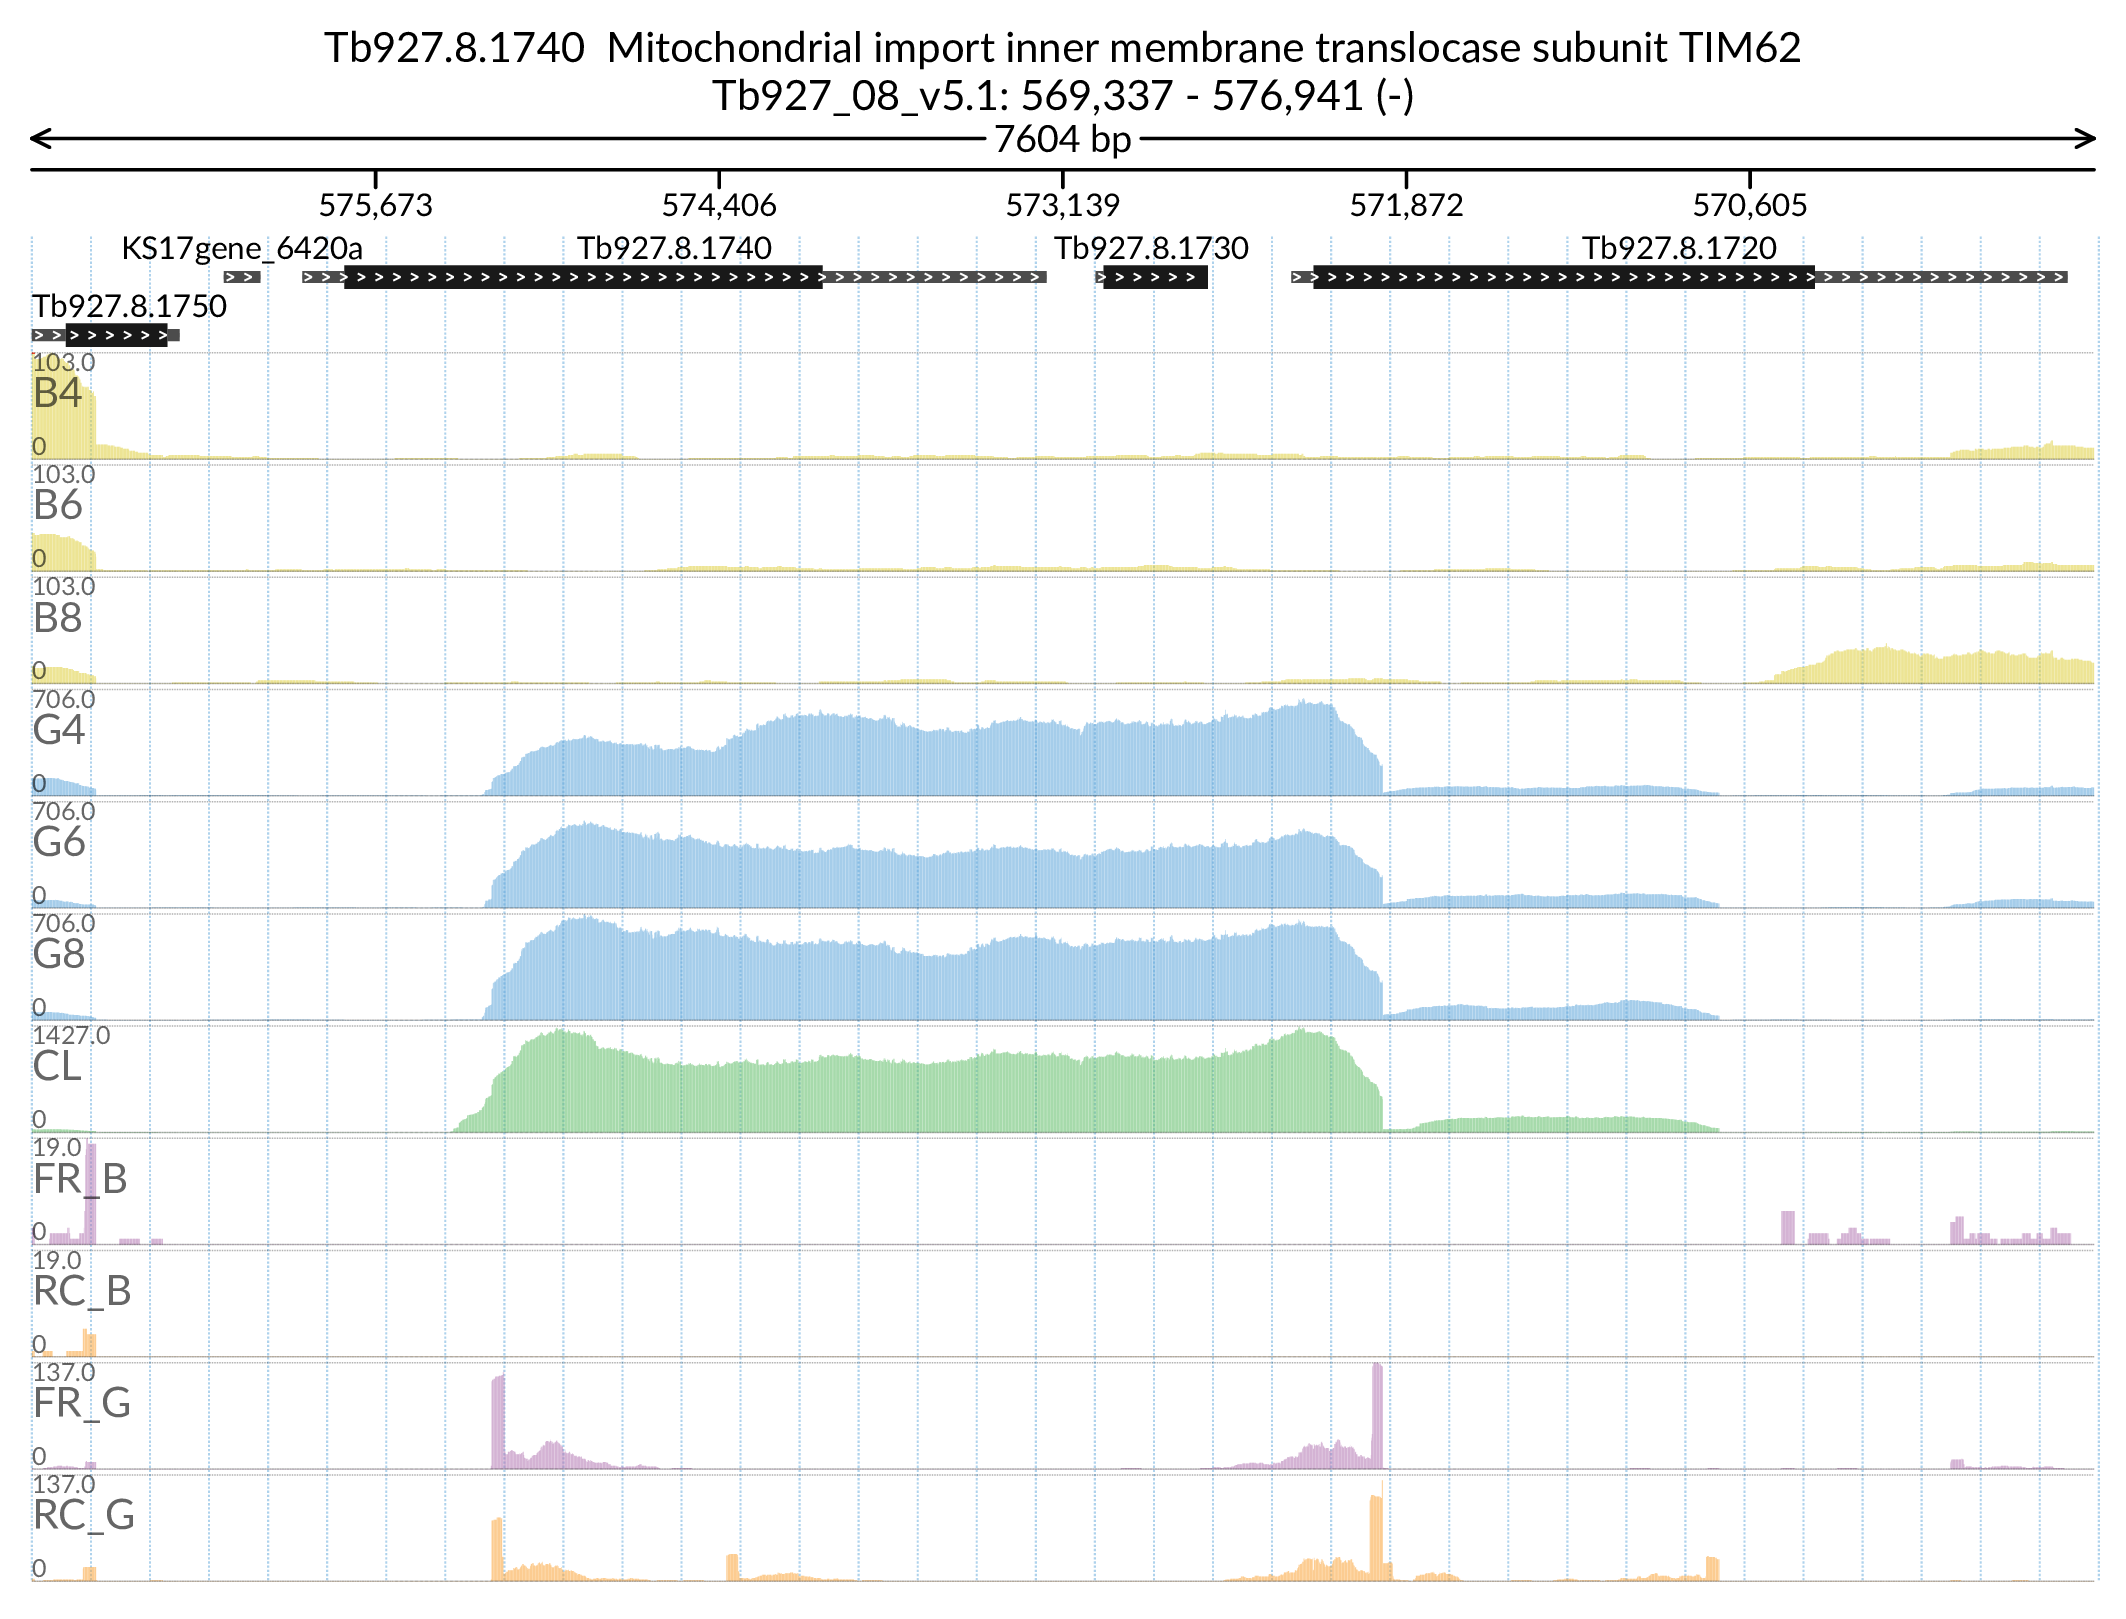 Tb927.8.1740  Mitochondrial import inner membrane translocase subunit TIM62
Tb927_08_v5.1: 569,337 - 576,941 (-)
7604 bp
575,673 574,406 573,139 571,872 570,605
KS17gene_6420a Tb927.8.1740 Tb927.8.1730 Tb927.8.1720
Tb927.8.1750
103.0
B4
0
103.0
B6
0
103.0
B8
0
706.0
G4
0
706.0
G6
0
706.0
G8
0
1427.0
CL
0
19.0
FR_B
0
19.0
RC_B
0
137.0
FR_G
0
137.0
RC_G
0